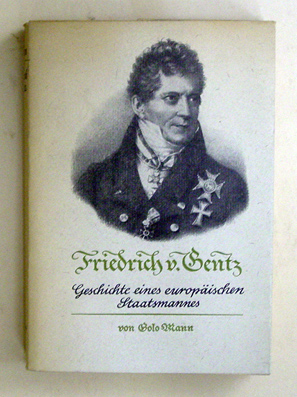 Friedrich v. Gentz
Geschichte eines europäischen
Staatsmannes
von Golo Mann